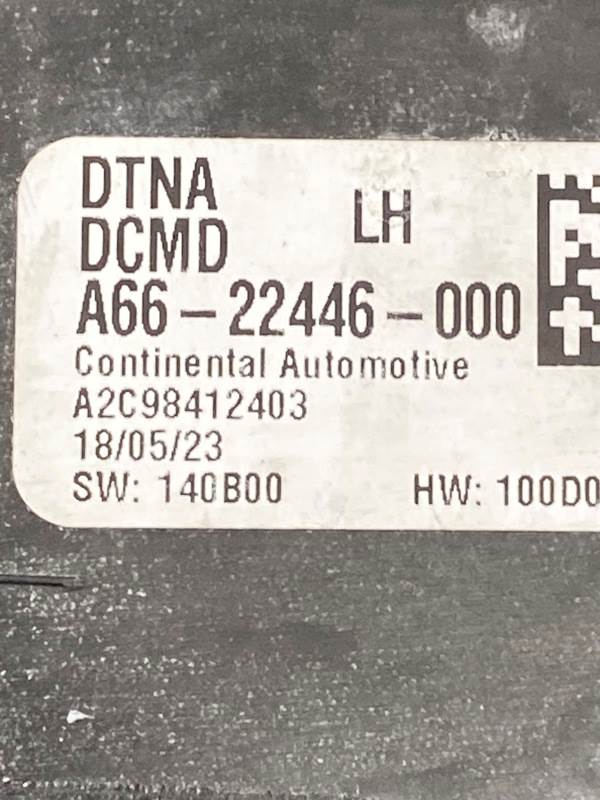 DTNA
LH
DCMD
A66-22446-000
Continental Automotive
A2C98412403
18/05/23
SW: 140B00 HW: 100D0